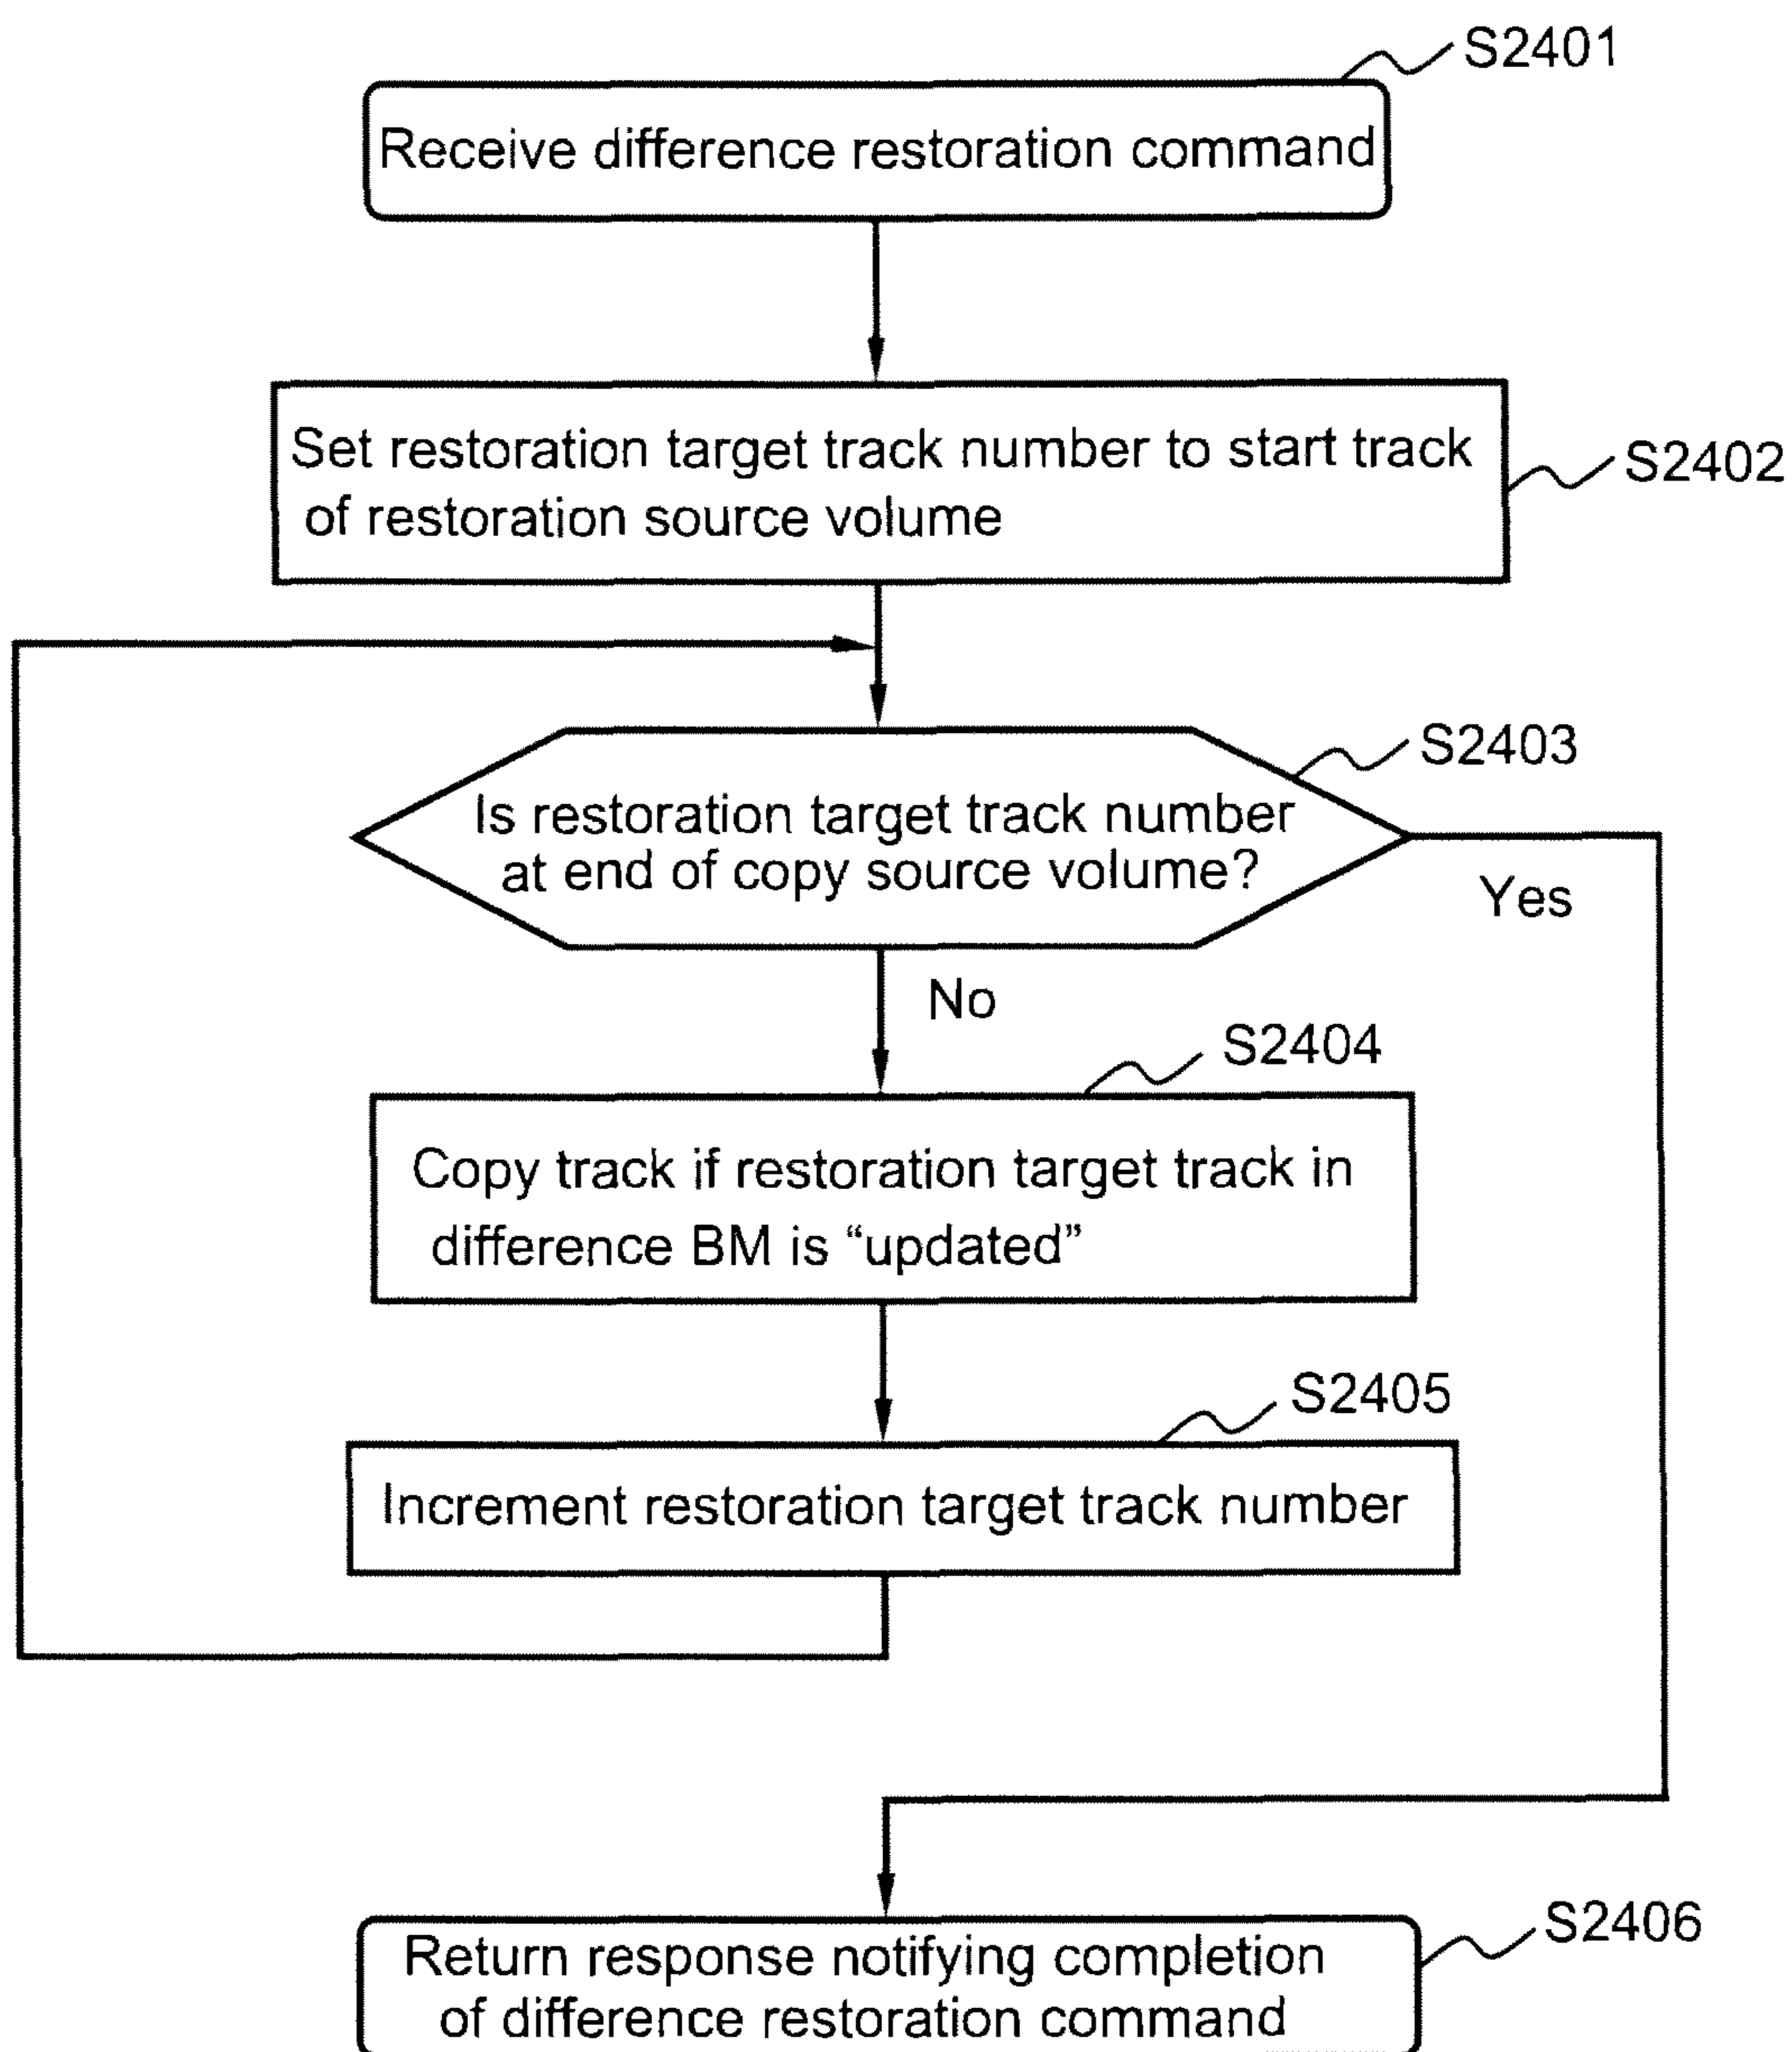 S2401
Receive difference restoration command
Set restoration target track number to start track
of restoration source volume
S2402
S2403
Is restoration target track number
at end of copy source volume?
Yes
No
S2404
Copy track if restoration target track in
difference BM is “updated”
S2405
Increment restoration target track number
S2406
Return response notifying completion
of difference restoration command